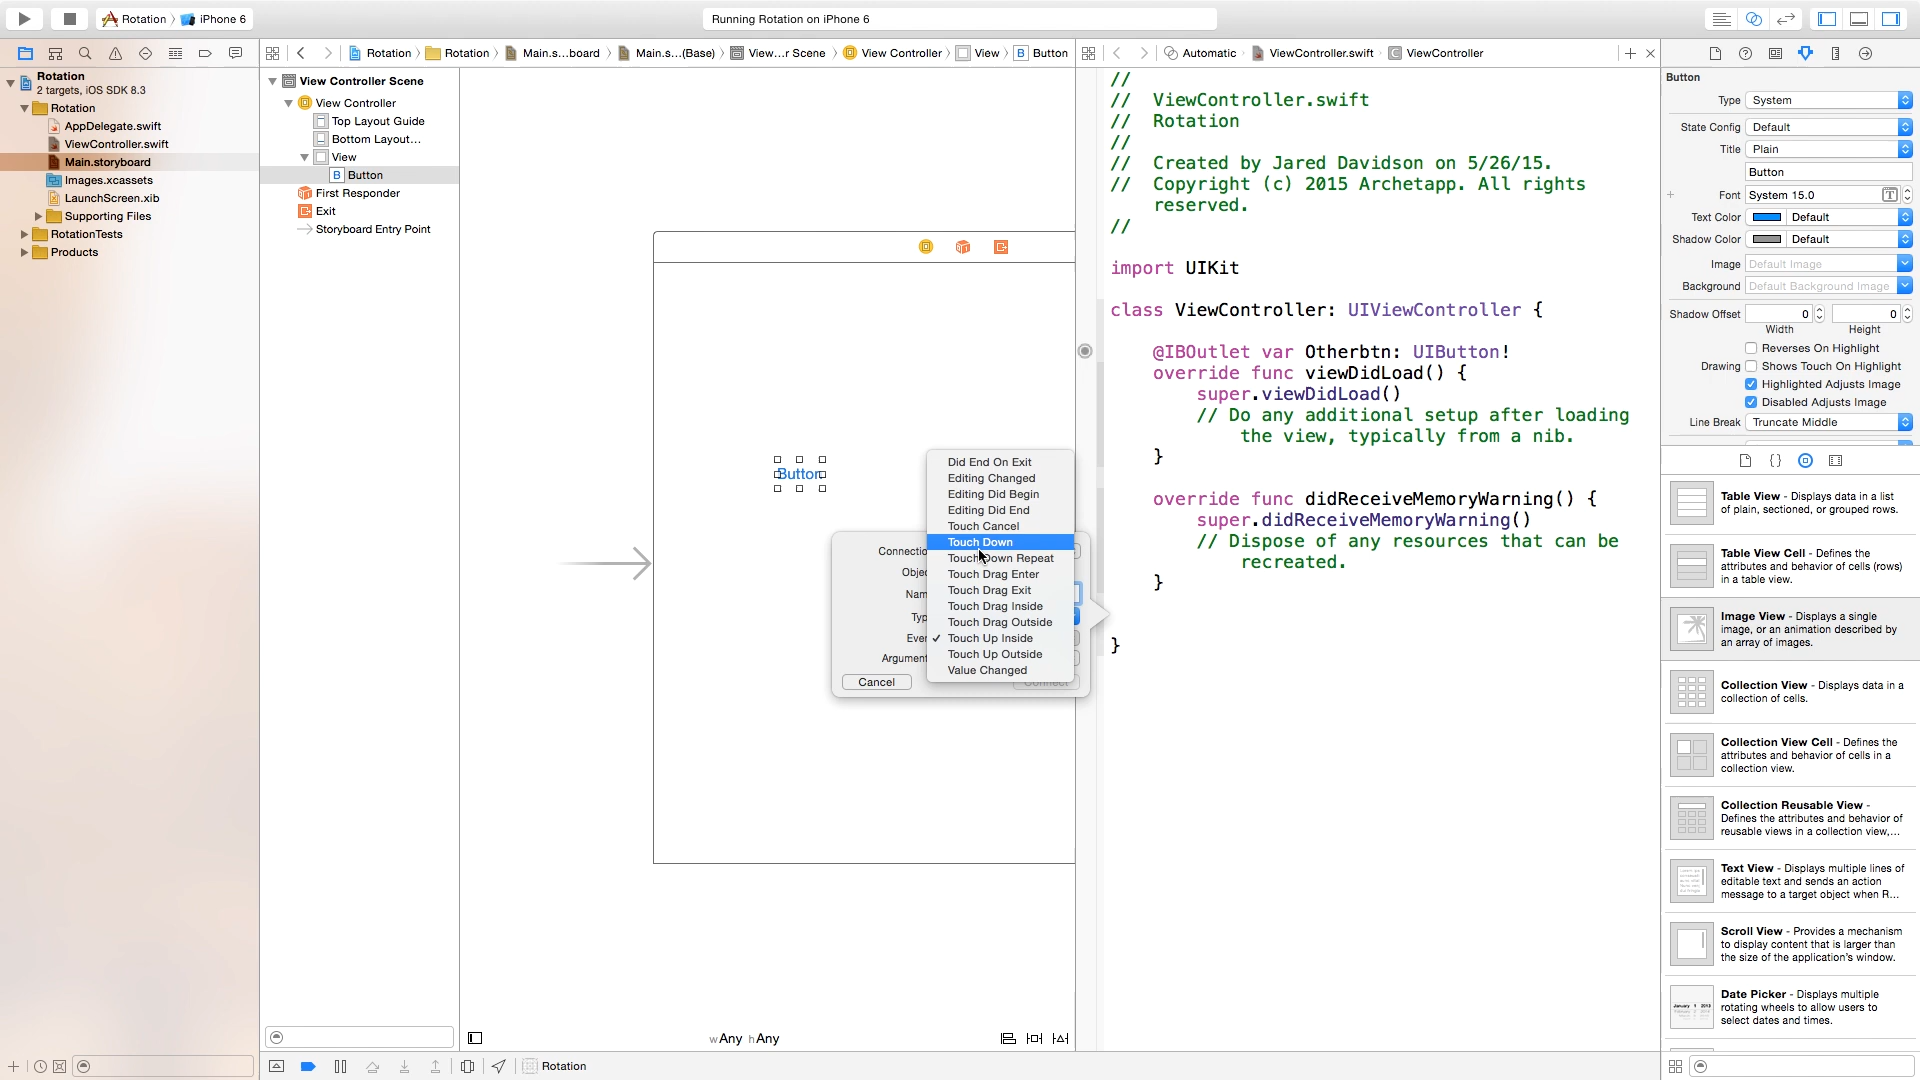 Rotation
iPhone 6
Running Rotation on iPhone 6
Rotation
2 targets, iOS SDK 8.3
Rotation
AppDelegate.swift
ViewController.swift
Main.storyboard
Images.xcassets
LaunchScreen.xib
Supporting Files
RotationTests
Products
Rotation
Rotation
Main.s...board
Main.s...(Base)
View...r Scene
View Controller
View
B Button
View Controller Scene
View Controller
Top Layout Guide
Bottom Layout...
View
B Button
First Responder
Exit
Storyboard Entry Point
Button
Connectio
Objec
Nam
Typ
Even
Argument
Cancel
Connect
Did End On Exit
Editing Changed
Editing Did Begin
Editing Did End
Touch Cancel
Touch Down
Touch Down Repeat
Touch Drag Enter
Touch Drag Exit
Touch Drag Inside
Touch Drag Outside
✓ Touch Up Inside
Touch Up Outside
Value Changed
wAny hAny
Rotation
Automatic
ViewController.swift
C ViewController
//
// ViewController.swift
// Rotation
//
// Created by Jared Davidson on 5/26/15.
// Copyright (c) 2015 Archetapp. All rights
reserved.
//
import UIKit
class ViewController: UIViewController {
@IBOutlet var Otherbtn: UIButton!
override func viewDidLoad() {
super.viewDidLoad()
// Do any additional setup after loading
the view, typically from a nib.
}
override func didReceiveMemoryWarning() {
super.didReceiveMemoryWarning()
// Dispose of any resources that can be
recreated.
}
}
Button
Type System
State Config Default
Title Plain
Button
Font System 15.0
Text Color Default
Shadow Color Default
Image Default Image
Background Default Background Image
Shadow Offset 0 0
Width Height
Reverses On Highlight
Drawing Shows Touch On Highlight
Highlighted Adjusts Image
Disabled Adjusts Image
Line Break Truncate Middle
Table View - Displays data in a list
of plain, sectioned, or grouped rows.
Table View Cell - Defines the
attributes and behavior of cells (rows)
in a table view.
Image View - Displays a single
image, or an animation described by
an array of images.
Collection View - Displays data in a
collection of cells.
Collection View Cell - Defines the
attributes and behavior of cells in a
collection view.
Collection Reusable View -
Defines the attributes and behavior of
reusable views in a collection view,...
Text View - Displays multiple lines of
editable text and sends an action
message to a target object when R...
Scroll View - Provides a mechanism
to display content that is larger than
the size of the application's window.
Date Picker - Displays multiple
rotating wheels to allow users to
select dates and times.